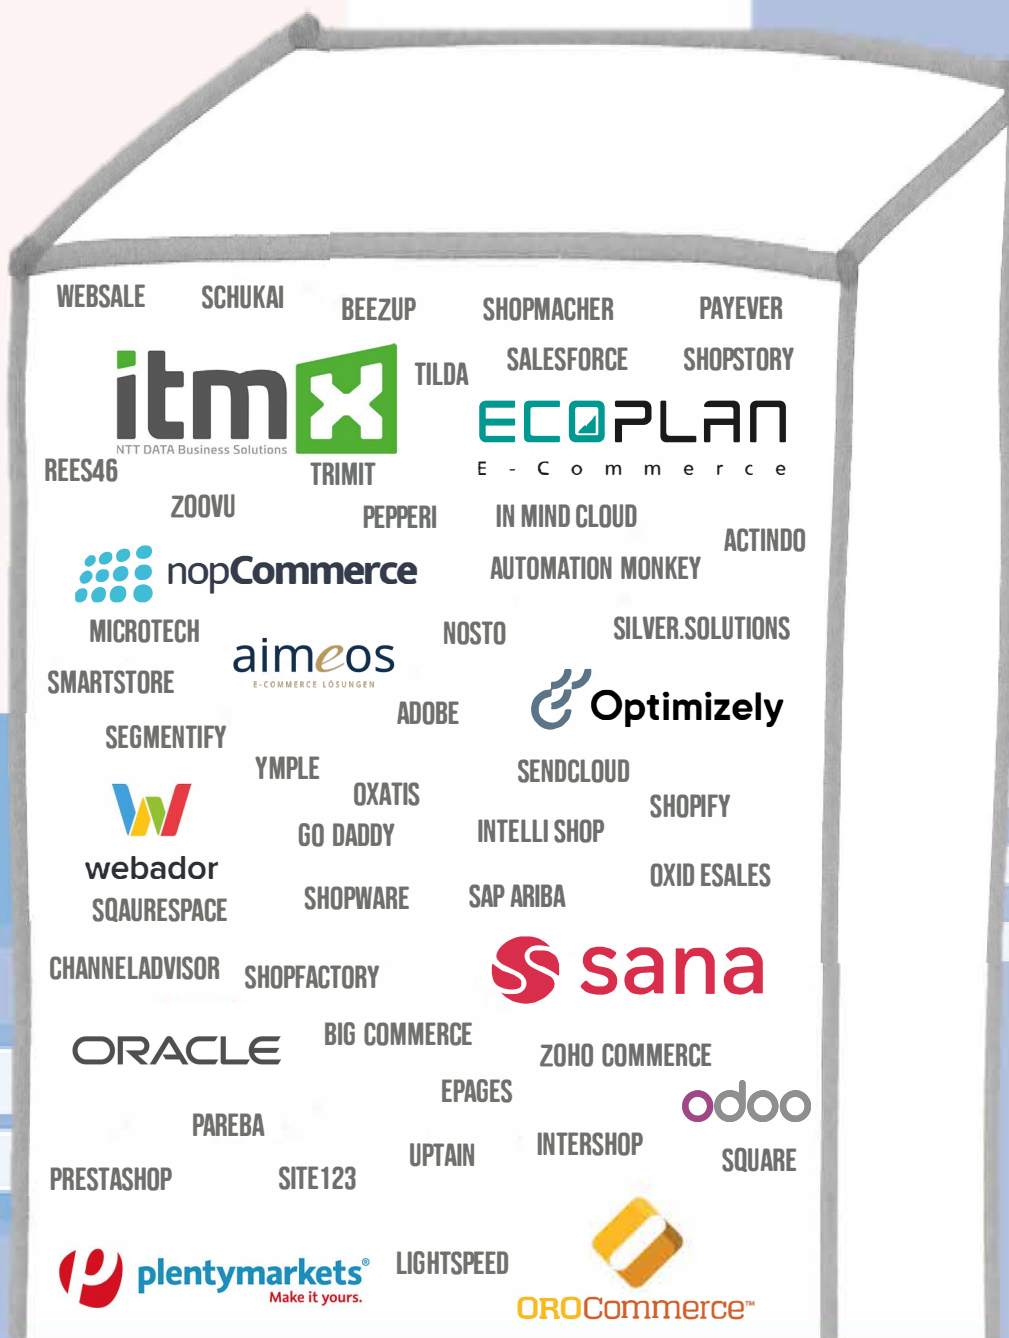 WEBSALE
SCHUKAI
BEEZUP
SHOPMACHER
PAYEVER
itmx
NTT DATA Business Solutions
TILDA
SALESFORCE
SHOPSTORY
ECOPLAN
E-Commerce
REES46
TRIMIT
ZOOVU
PEPPERI
IN MIND CLOUD
ACTINDO
nopCommerce
AUTOMATION MONKEY
MICROTECH
aimeos
E-COMMERCE LÖSUNGEN
NOSTO
SILVER.SOLUTIONS
SMARTSTORE
ADOBE
Optimizely
SEGMENTIFY
YMPLE
OXATIS
SENDCLOUD
SHOPIFY
webador
GO DADDY
INTELLI SHOP
OXID ESALES
SQAURESPACE
SHOPWARE
SAP ARIBA
CHANNELADVISOR
SHOPFACTORY
sana
ORACLE
BIG COMMERCE
ZOHO COMMERCE
EPAGES
odoo
PAREBA
UPTAIN
INTERSHOP
SQUARE
PRESTASHOP
SITE123
plentymarkets®
Make it yours.
LIGHTSPEED
OROCommerce™